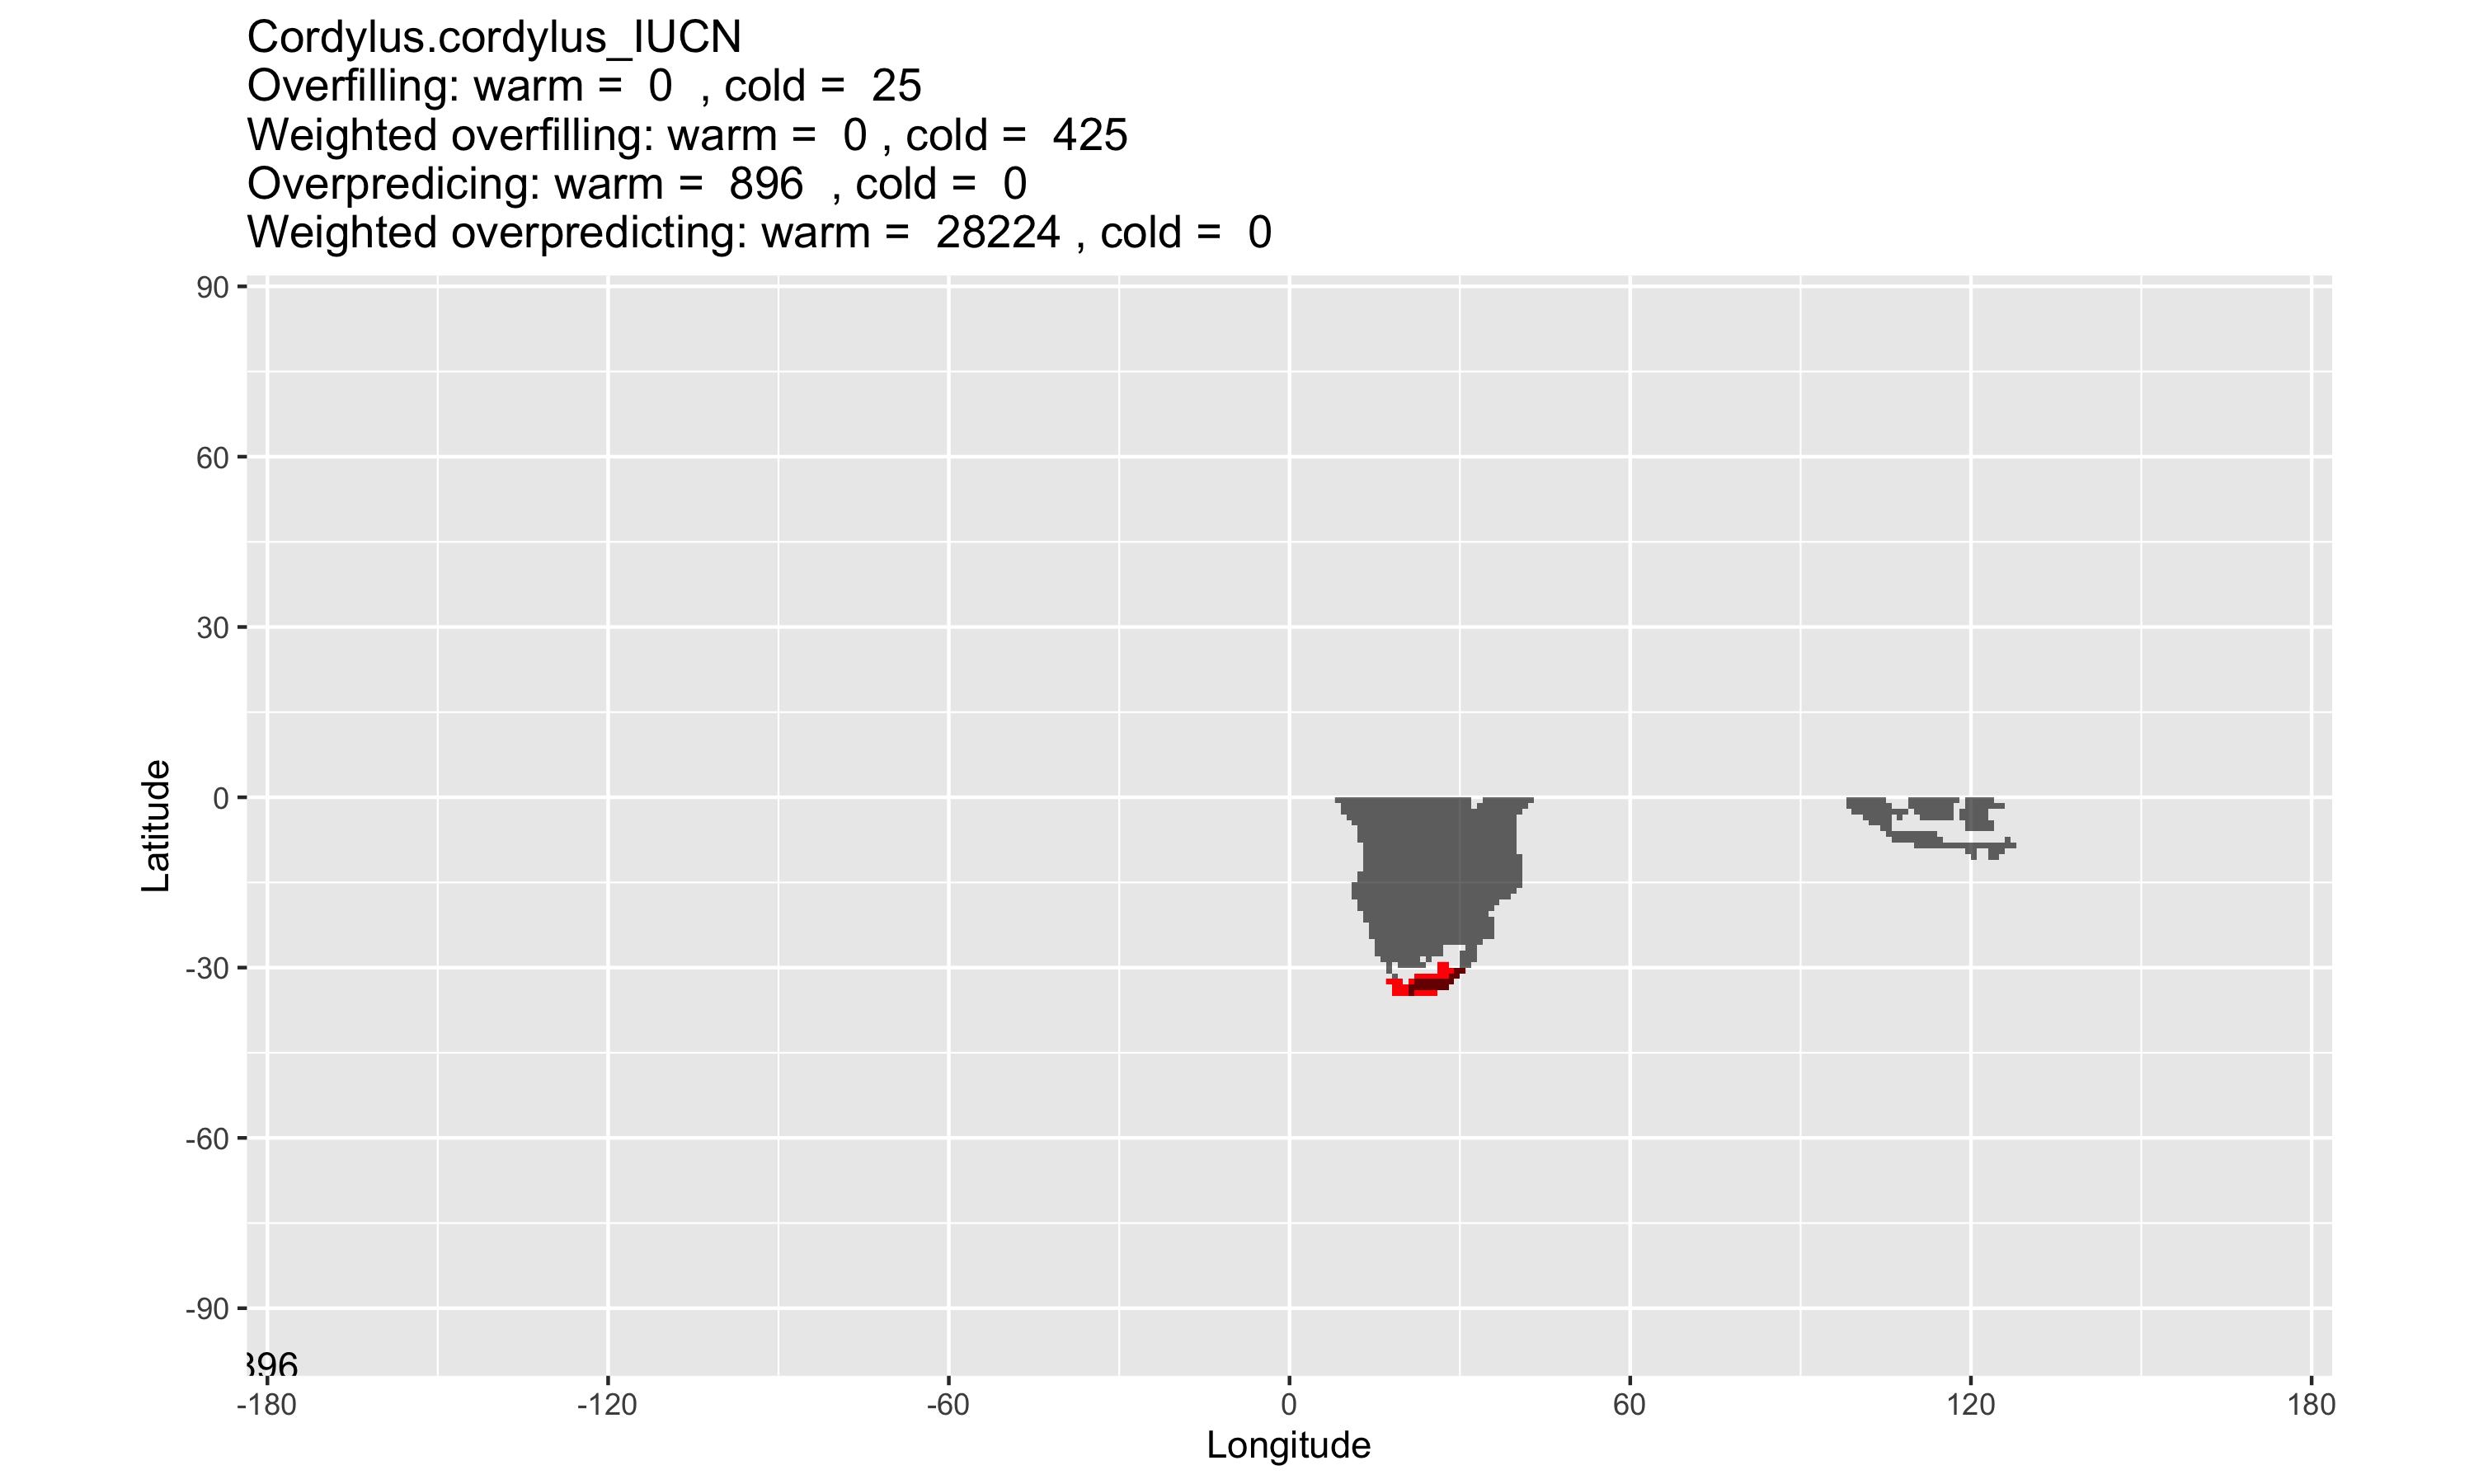 Cordylus.cordylus_IUCN
Overfilling: warm = 0 , cold = 25
Weighted overfilling: warm = 0 , cold = 425
Overpredicing: warm = 896 , cold = 0
Weighted overpredicting: warm = 28224 , cold = 0
90
60
30
0
-30
-60
-90
Latitude
896
-180
-120
-60
0
60
120
180
Longitude